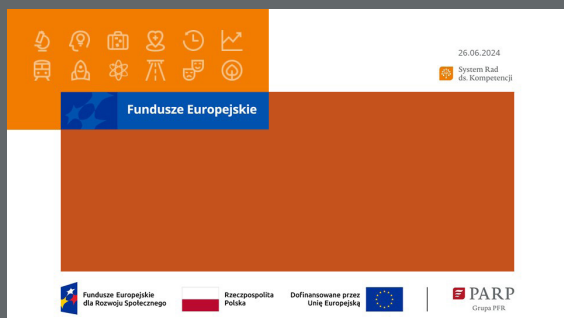 26.06.2024
System Rad
ds. Kompetencji
Fundusze Europejskie
Fundusze Europejskie
dla Rozwoju Społecznego
Rzeczpospolita
Polska
Dofinansowane przez
Unię Europejską
PARP
Grupa PFR